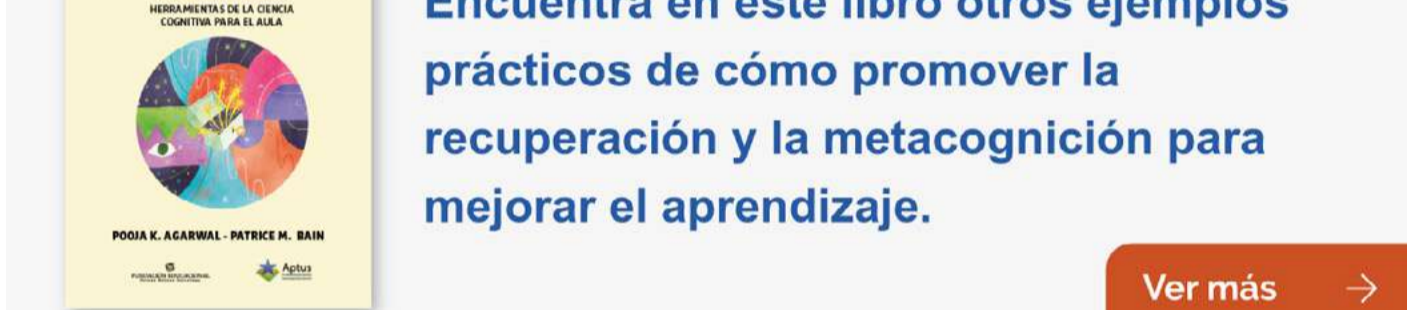 HERRAMIENTAS DE LA CIENCIA
COGNITIVA PARA EL AULA
POOJA K. AGARWAL - PATRICE M. BAIN
Aptus
Encuentra en este libro otros ejemplos
prácticos de cómo promover la
recuperación y la metacognición para
mejorar el aprendizaje.
Ver más